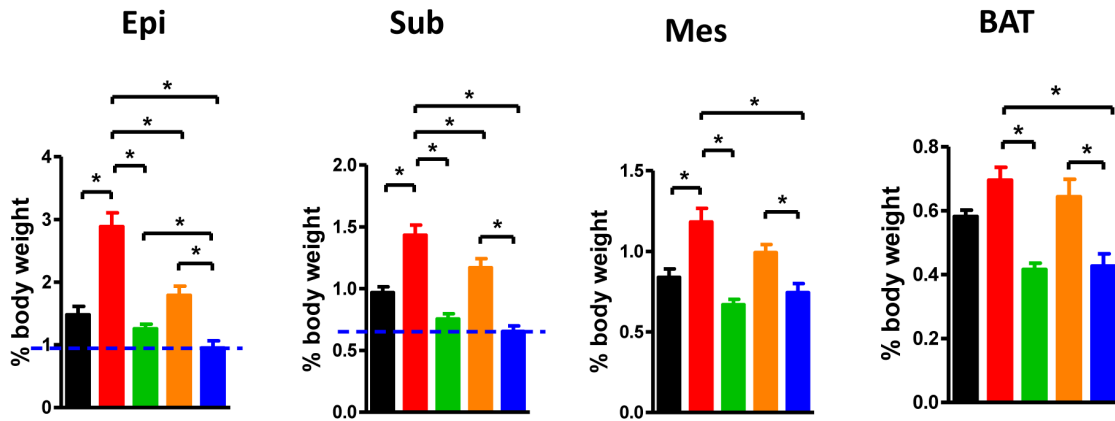 Epi
Sub
Mes
BAT
% body weight
4
3
2
1
0
* * * * * *
% body weight
2.0
1.5
1.0
0.5
0.0
* * * * *
% body weight
1.5
1.0
0.5
0.0
* * * *
% body weight
0.8
0.6
0.4
0.2
0.0
* * *